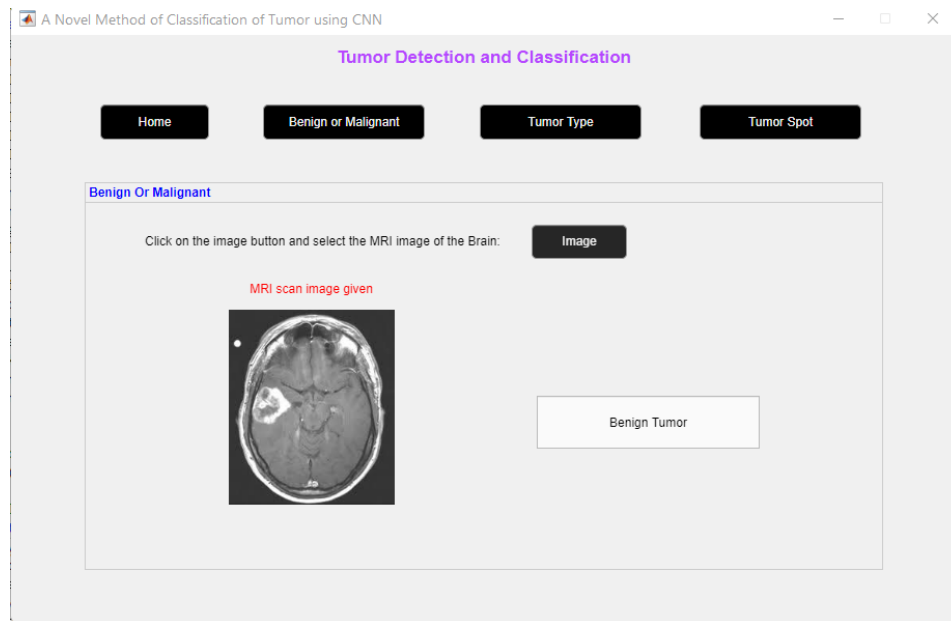 A Novel Method of Classification of Tumor using CNN
Tumor Detection and Classification
Home
Benign or Malignant
Tumor Type
Tumor Spot
Benign Or Malignant
Click on the image button and select the MRI image of the Brain:
Image
MRI scan image given
Benign Tumor